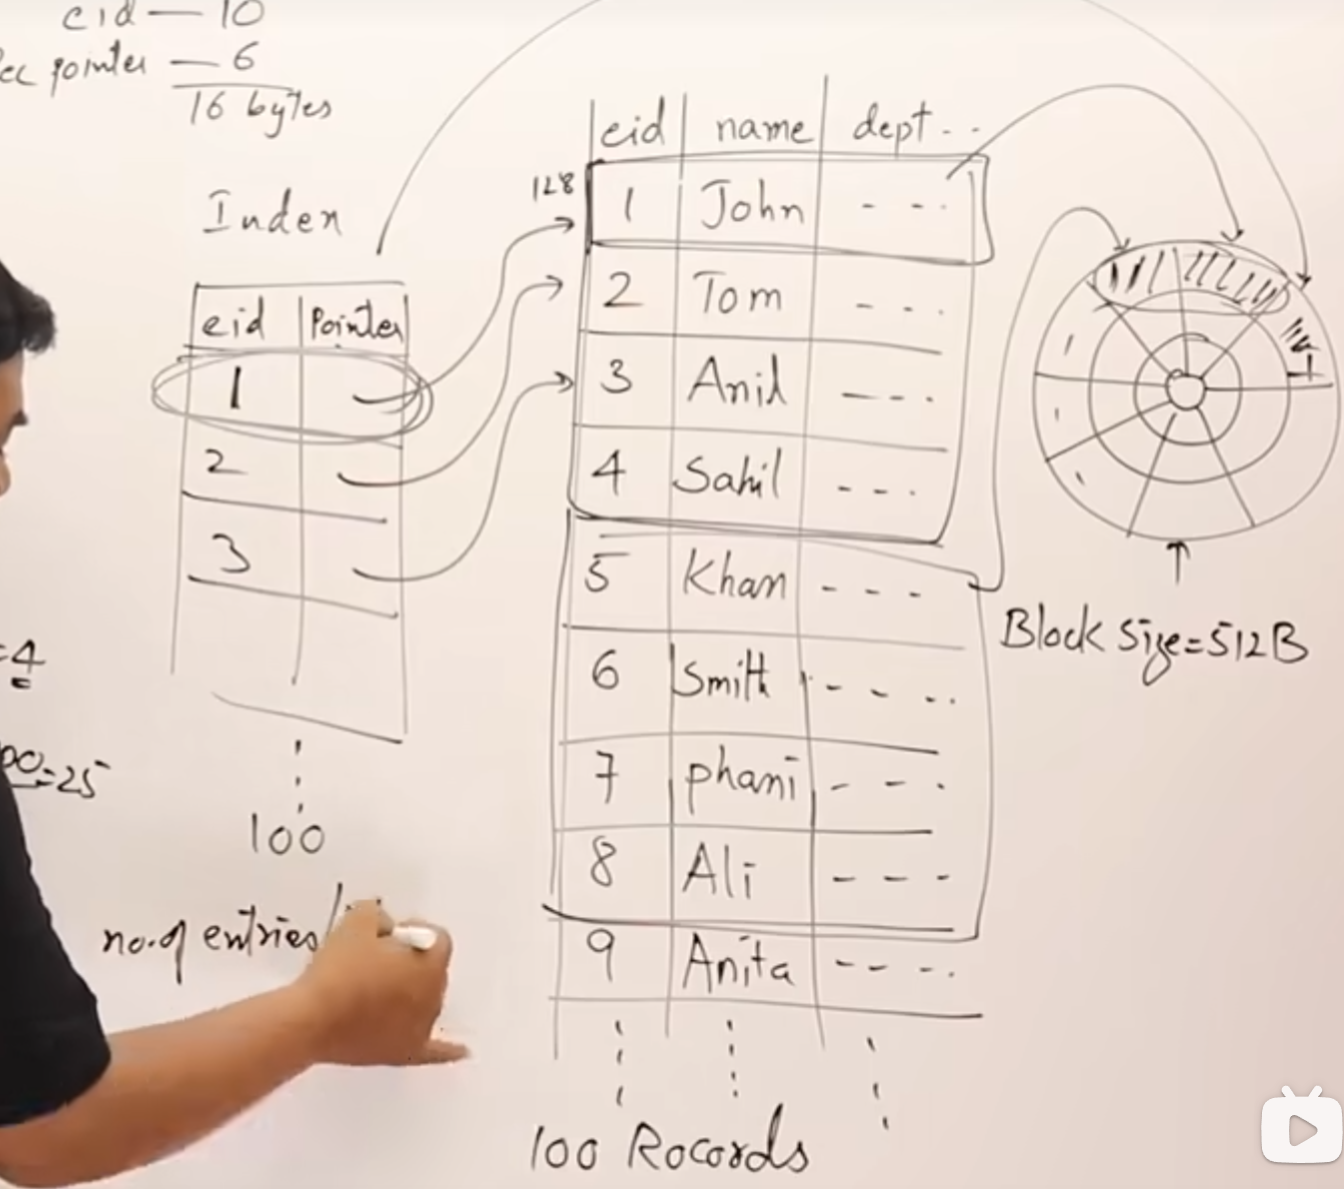 eid — 10
ec pointer — 6
16 bytes
Index
eid Pointer
1
2
3
100
no. of entries/
=4
00=25
128
eid name dept - -
1 John - - -
2 Tom - - -
3 Anil - - -
4 Sahil - - -
5 Khan - - -
6 Smith - - - -
7 phani - - -
8 Ali - - -
9 Anita - - - -
100 Rocords
Block Size=512B